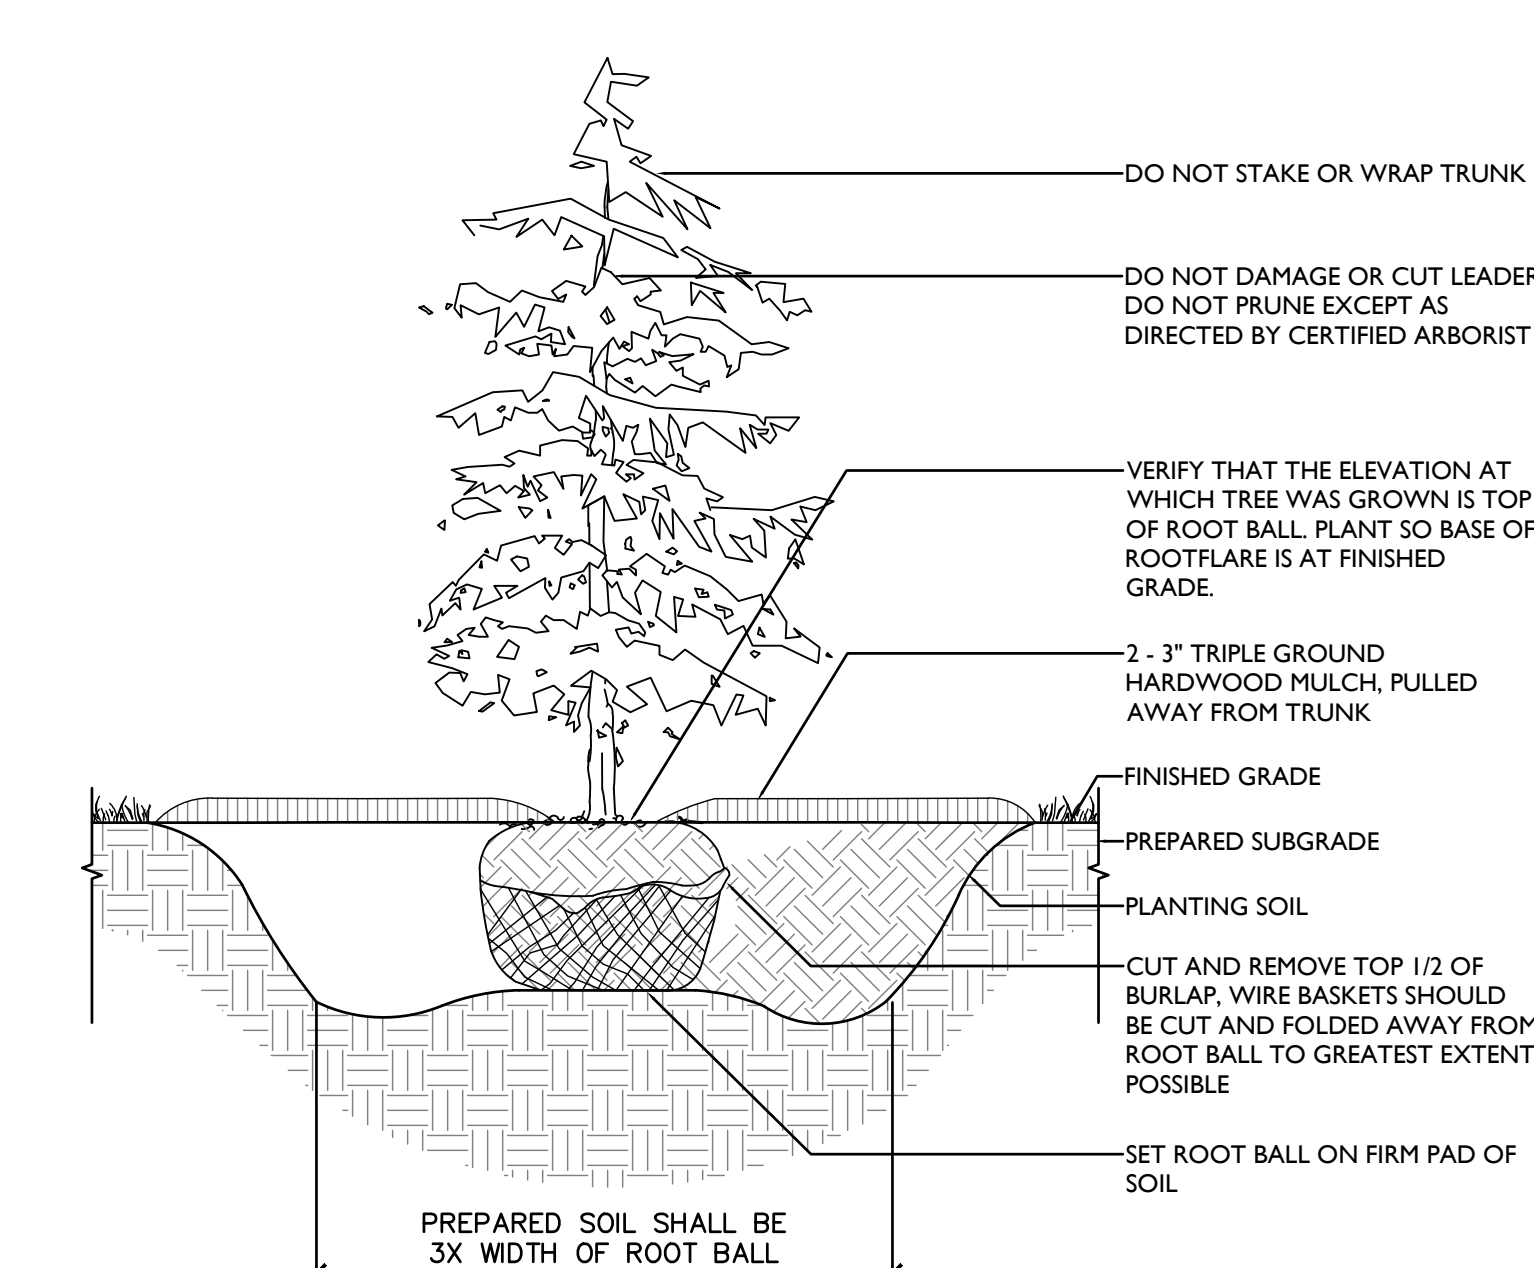 DO NOT STAKE OR WRAP TRUNK
DO NOT DAMAGE OR CUT LEADER
DO NOT PRUNE EXCEPT AS
DIRECTED BY CERTIFIED ARBORIST
VERIFY THAT THE ELEVATION AT
WHICH TREE WAS GROWN IS TOP
OF ROOT BALL. PLANT SO BASE OF
ROOTFLARE IS AT FINISHED
GRADE.
2 - 3" TRIPLE GROUND
HARDWOOD MULCH, PULLED
AWAY FROM TRUNK
FINISHED GRADE
PREPARED SUBGRADE
PLANTING SOIL
CUT AND REMOVE TOP 1/2 OF
BURLAP, WIRE BASKETS SHOULD
BE CUT AND FOLDED AWAY FROM
ROOT BALL TO GREATEST EXTENT
POSSIBLE
SET ROOT BALL ON FIRM PAD OF
SOIL
PREPARED SOIL SHALL BE
3X WIDTH OF ROOT BALL